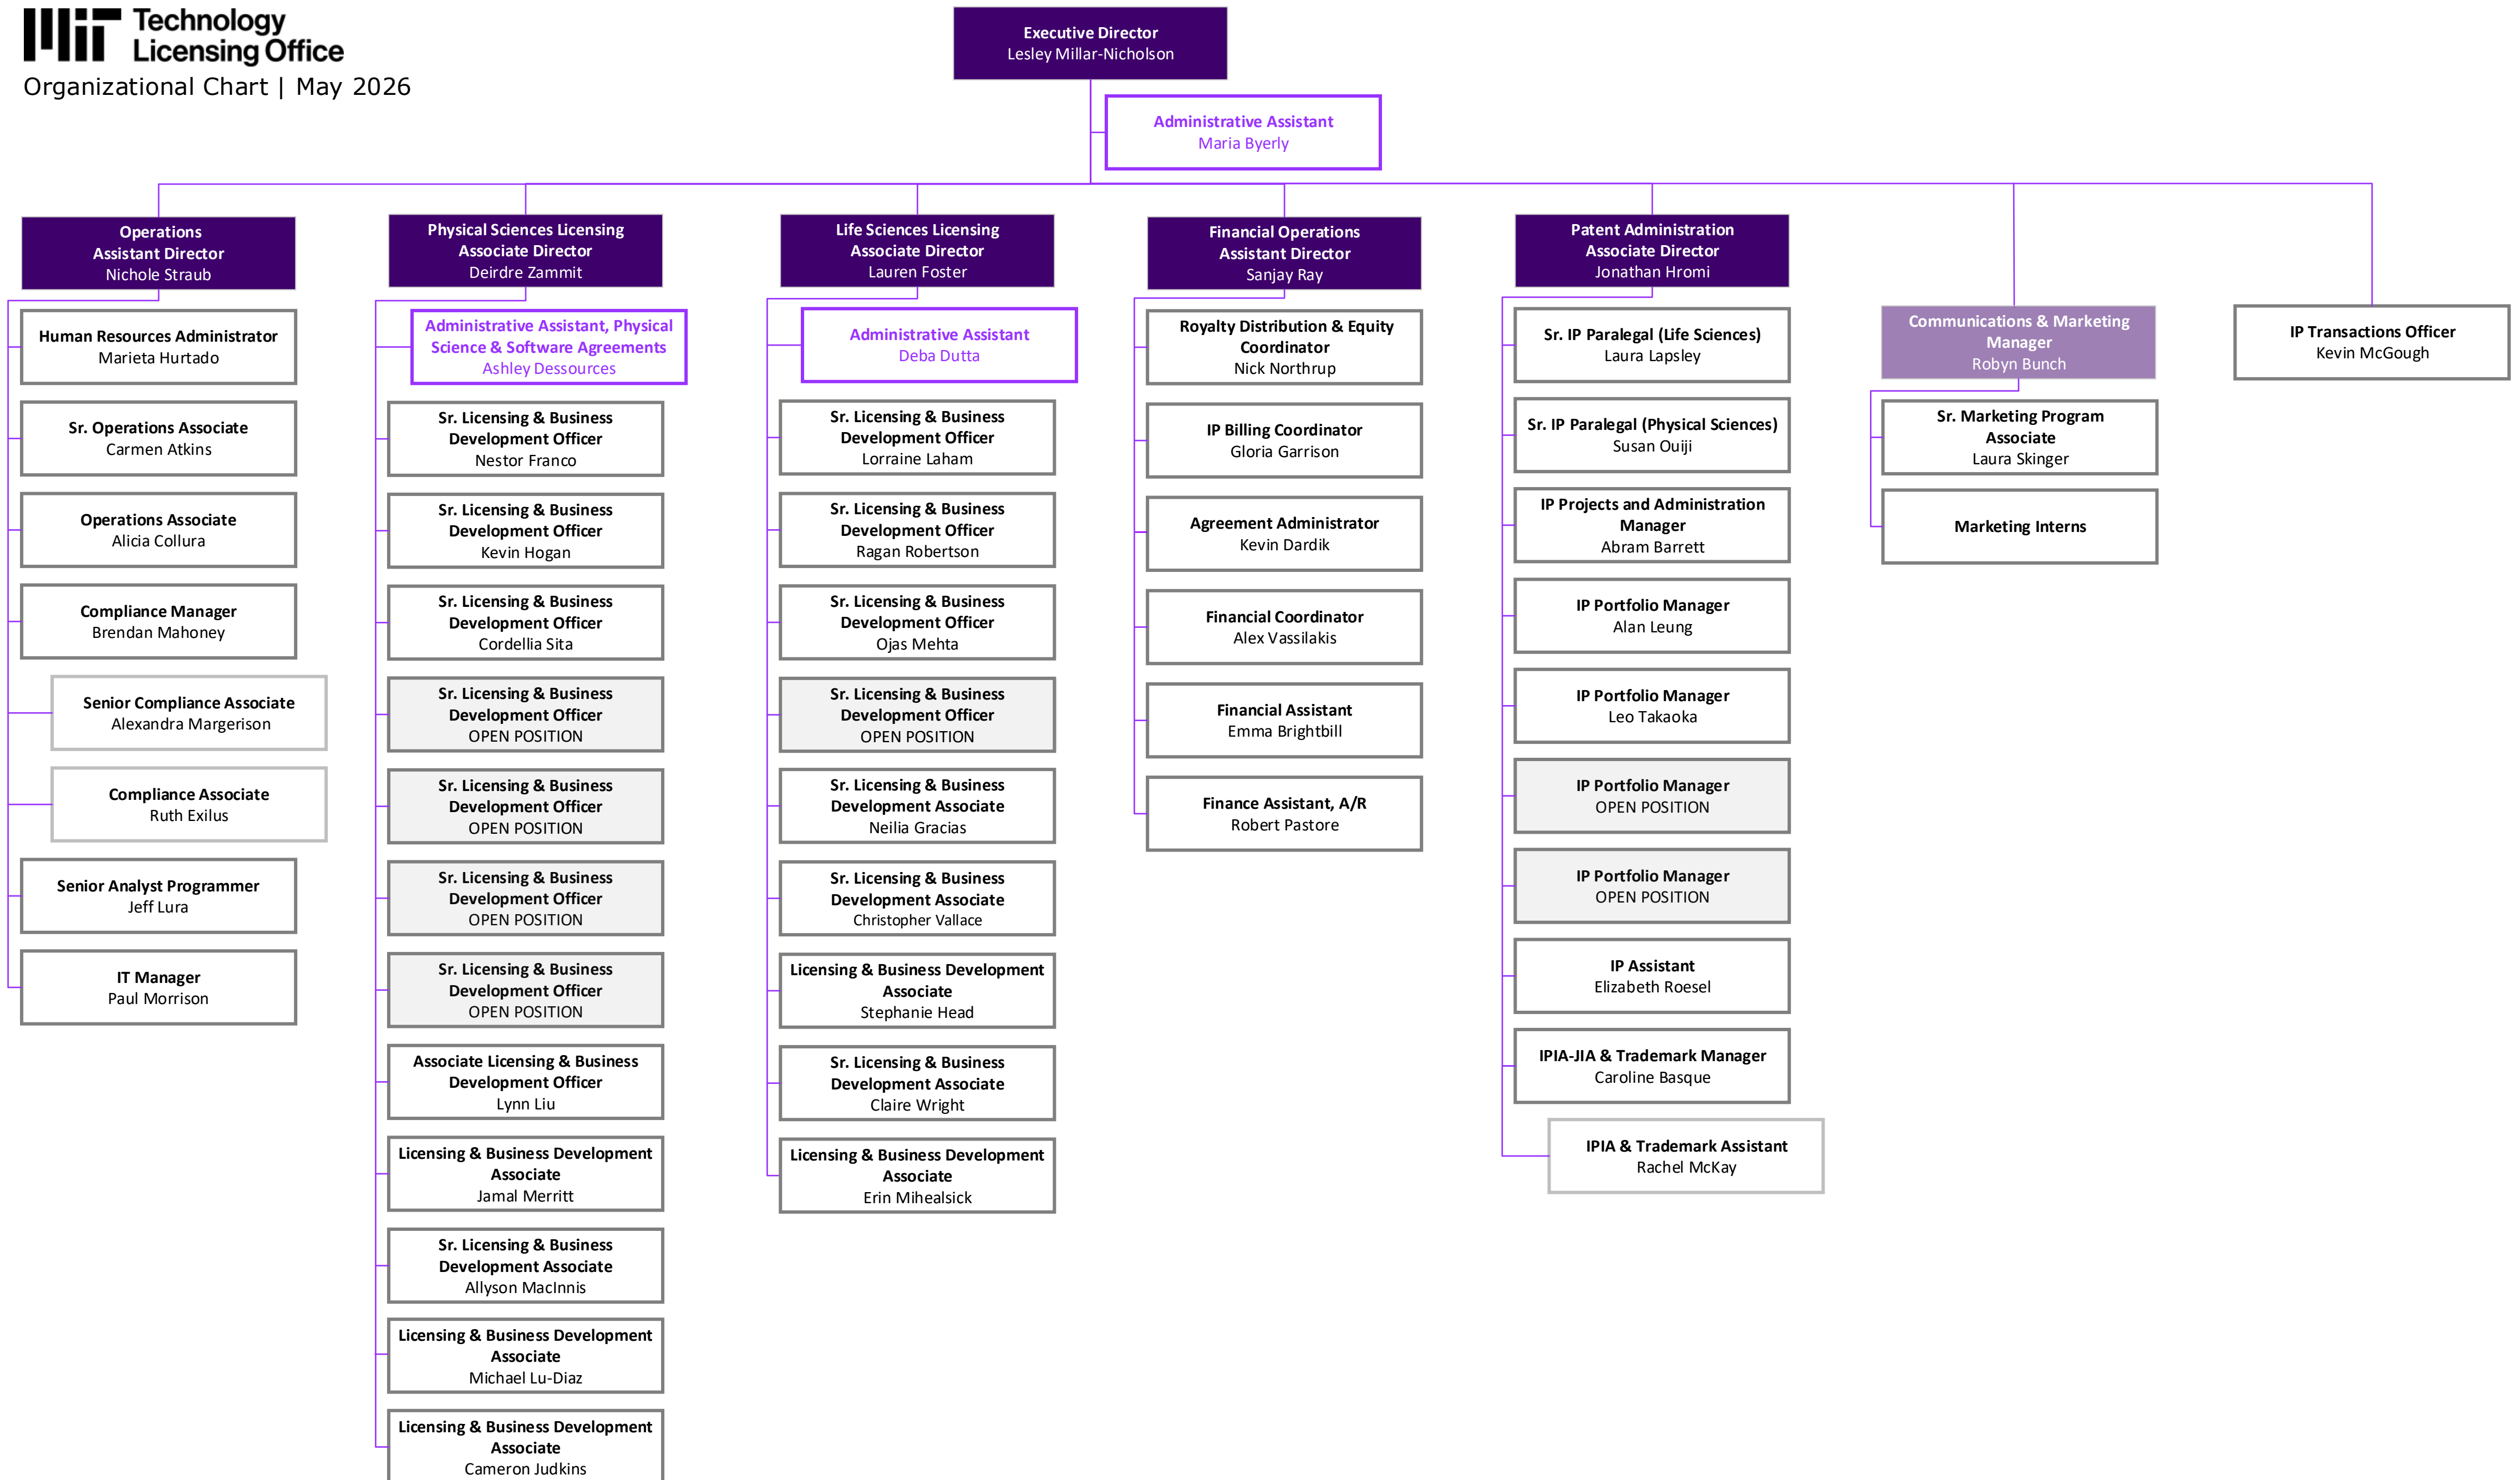 MIT Technology
Licensing Office
Organizational Chart | May 2026
Executive Director
Lesley Millar-Nicholson
Administrative Assistant
Maria Byerly
Operations
Assistant Director
Nichole Straub
Human Resources Administrator
Marieta Hurtado
Sr. Operations Associate
Carmen Atkins
Operations Associate
Alicia Collura
Compliance Manager
Brendan Mahoney
Senior Compliance Associate
Alexandra Margerison
Compliance Associate
Ruth Exilus
Senior Analyst Programmer
Jeff Lura
IT Manager
Paul Morrison
Physical Sciences Licensing
Associate Director
Deirdre Zammit
Administrative Assistant, Physical
Science & Software Agreements
Ashley Dessources
Sr. Licensing & Business
Development Officer
Nestor Franco
Sr. Licensing & Business
Development Officer
Kevin Hogan
Sr. Licensing & Business
Development Officer
Cordellia Sita
Sr. Licensing & Business
Development Officer
OPEN POSITION
Sr. Licensing & Business
Development Officer
OPEN POSITION
Sr. Licensing & Business
Development Officer
OPEN POSITION
Sr. Licensing & Business
Development Officer
OPEN POSITION
Associate Licensing & Business
Development Officer
Lynn Liu
Licensing & Business Development
Associate
Jamal Merritt
Sr. Licensing & Business
Development Associate
Allyson MacInnis
Licensing & Business Development
Associate
Michael Lu-Diaz
Licensing & Business Development
Associate
Cameron Judkins
Life Sciences Licensing
Associate Director
Lauren Foster
Administrative Assistant
Deba Dutta
Sr. Licensing & Business
Development Officer
Lorraine Laham
Sr. Licensing & Business
Development Officer
Ragan Robertson
Sr. Licensing & Business
Development Officer
Ojas Mehta
Sr. Licensing & Business
Development Officer
OPEN POSITION
Sr. Licensing & Business
Development Associate
Neilia Gracias
Sr. Licensing & Business
Development Associate
Christopher Vallace
Licensing & Business Development
Associate
Stephanie Head
Sr. Licensing & Business
Development Associate
Claire Wright
Licensing & Business Development
Associate
Erin Mihealsick
Financial Operations
Assistant Director
Sanjay Ray
Royalty Distribution & Equity
Coordinator
Nick Northrup
IP Billing Coordinator
Gloria Garrison
Agreement Administrator
Kevin Dardik
Financial Coordinator
Alex Vassilakis
Financial Assistant
Emma Brightbill
Finance Assistant, A/R
Robert Pastore
Patent Administration
Associate Director
Jonathan Hromi
Sr. IP Paralegal (Life Sciences)
Laura Lapsley
Sr. IP Paralegal (Physical Sciences)
Susan Ouiji
IP Projects and Administration
Manager
Abram Barrett
IP Portfolio Manager
Alan Leung
IP Portfolio Manager
Leo Takaoka
IP Portfolio Manager
OPEN POSITION
IP Portfolio Manager
OPEN POSITION
IP Assistant
Elizabeth Roesel
IPIA-JIA & Trademark Manager
Caroline Basque
IPIA & Trademark Assistant
Rachel McKay
Communications & Marketing
Manager
Robyn Bunch
Sr. Marketing Program
Associate
Laura Skinger
Marketing Interns
IP Transactions Officer
Kevin McGough